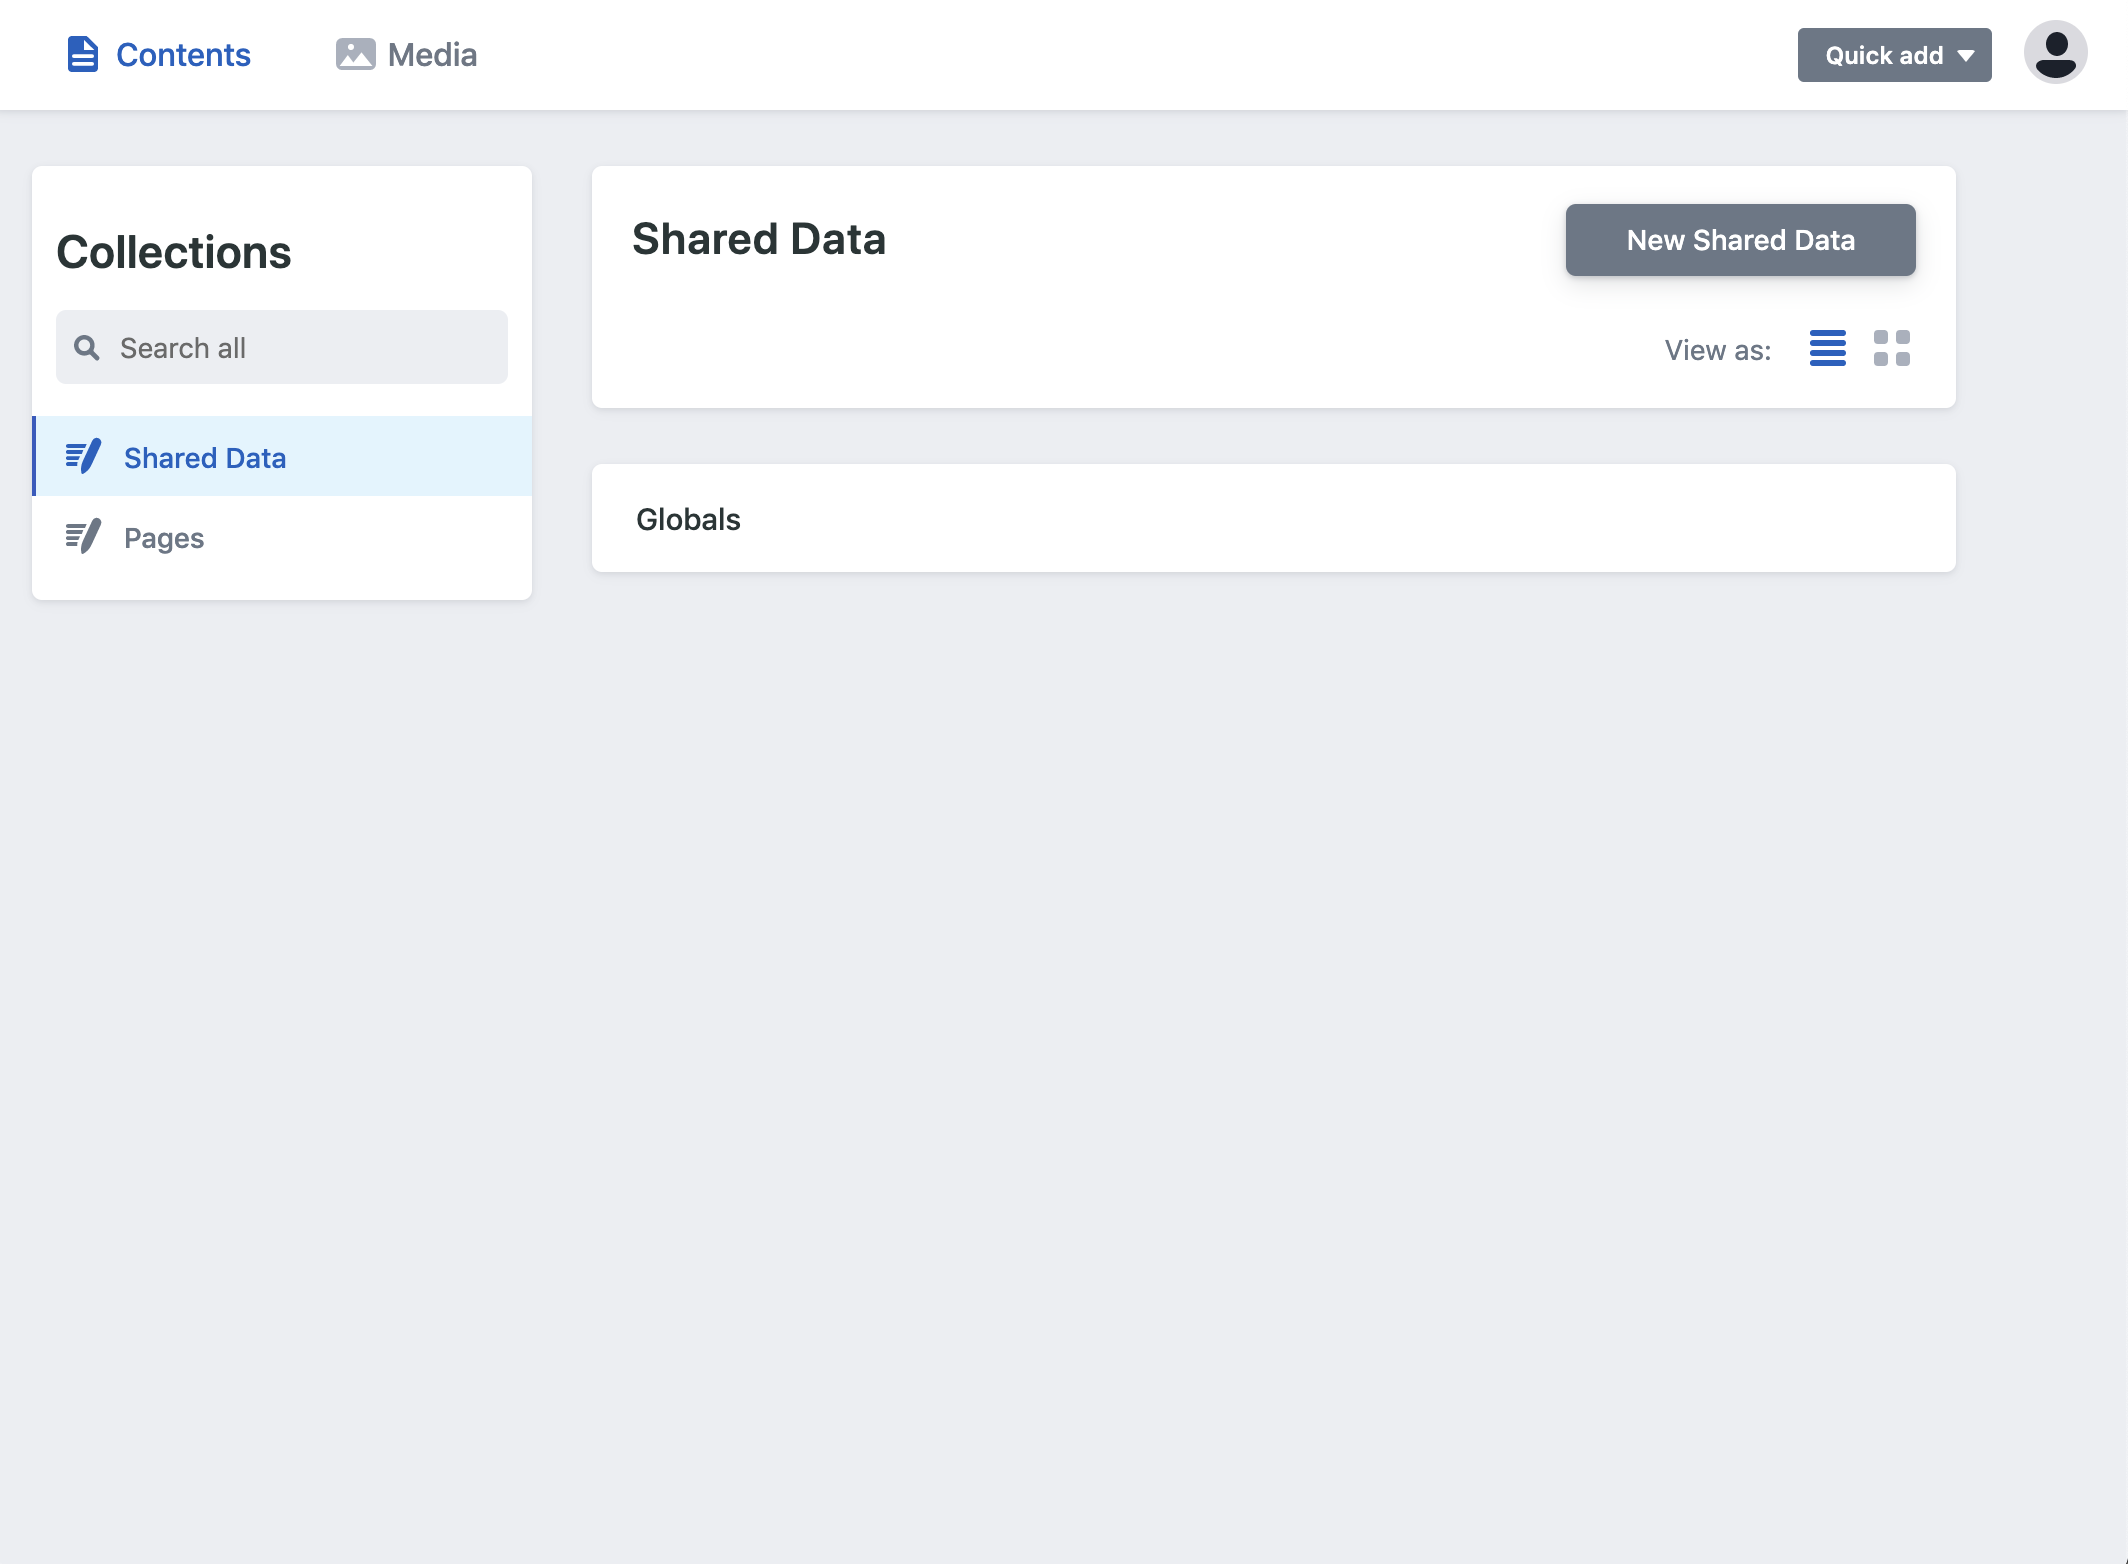 Contents
Media
Quick add
Collections
Search all
Shared Data
Pages
Shared Data
New Shared Data
View as:
Globals